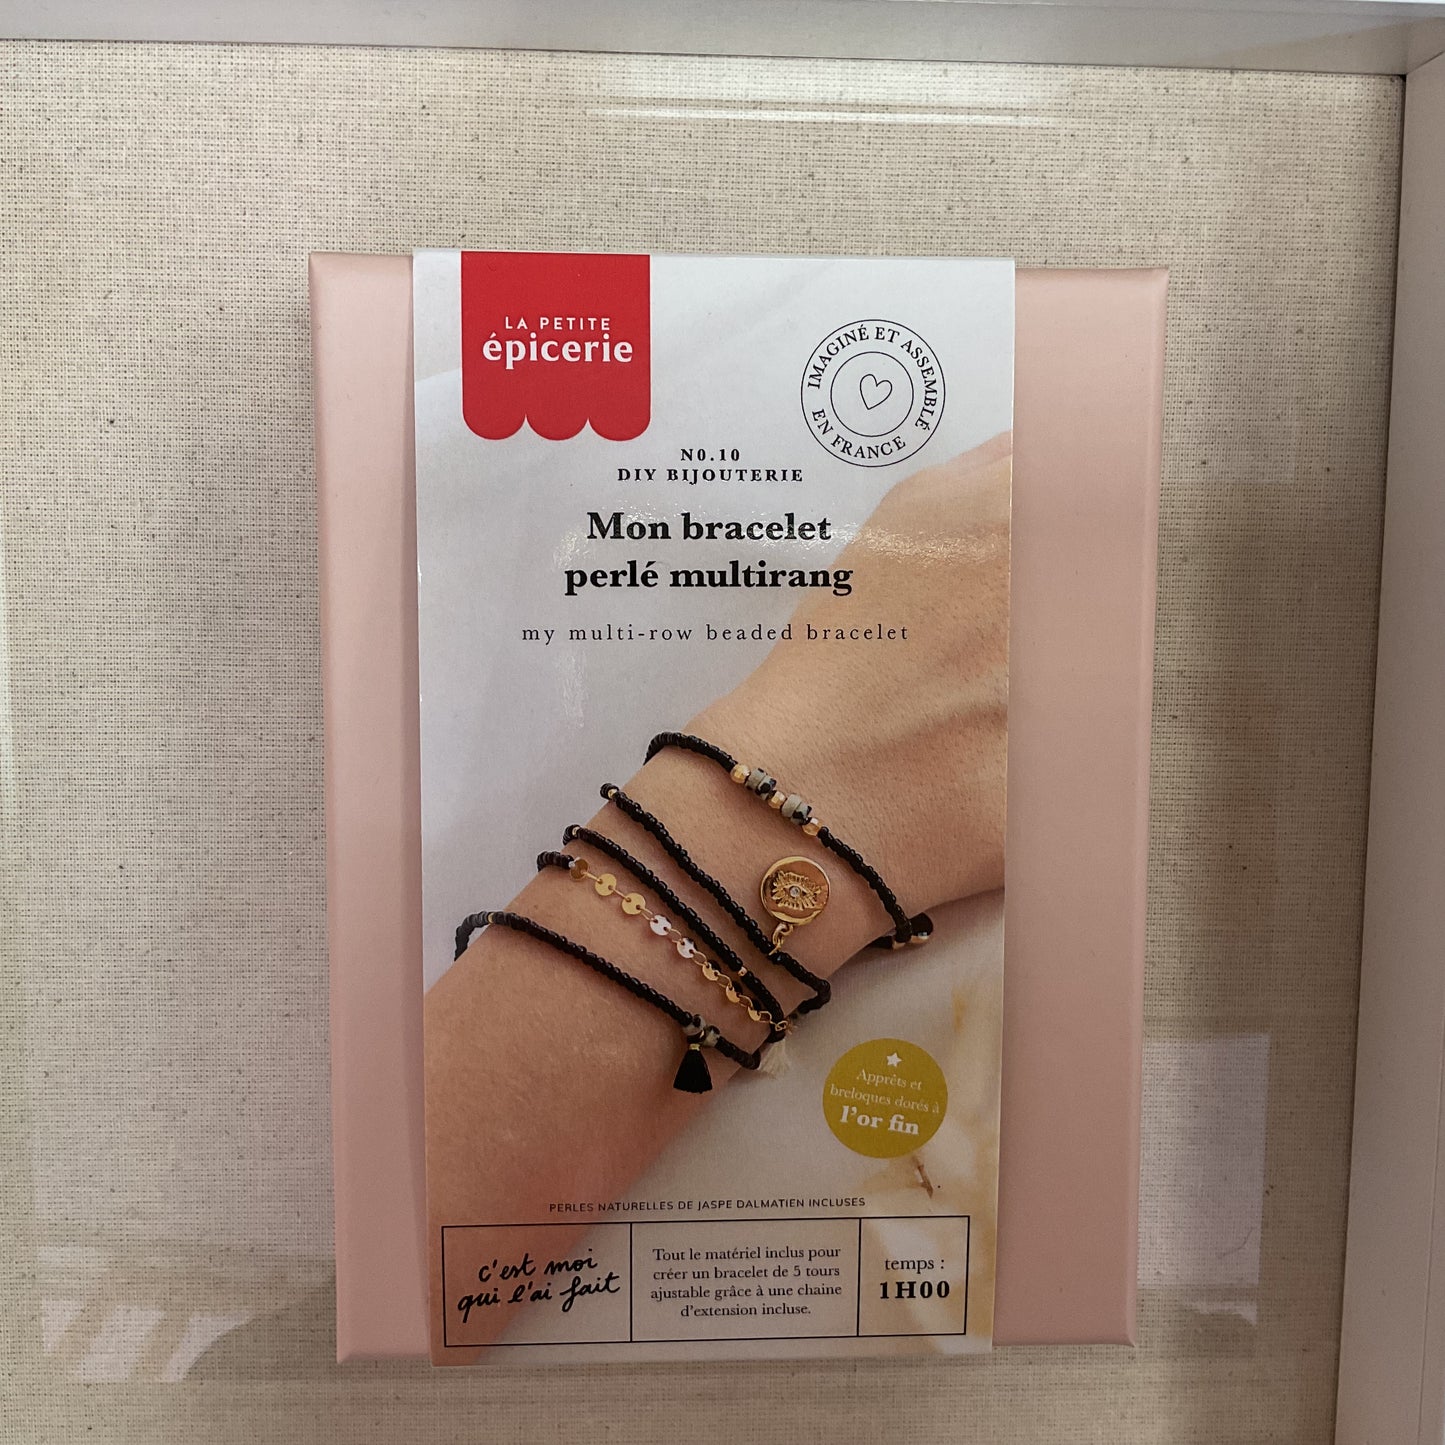 LA PETITE
épicerie
IMAGINÉ ET ASSEMBLÉ
EN FRANCE
N0.10
DIY BIJOUTERIE
Mon bracelet
perlé multirang
my multi-row beaded bracelet
Apprêts et
breloques dorés à
l'or fin
PERLES NATURELLES DE JASPE DALMATIEN INCLUSES
c'est moi
qui l'ai fait
Tout le matériel inclus pour
créer un bracelet de 5 tours
ajustable grâce à une chaine
d'extension incluse.
temps :
1H00